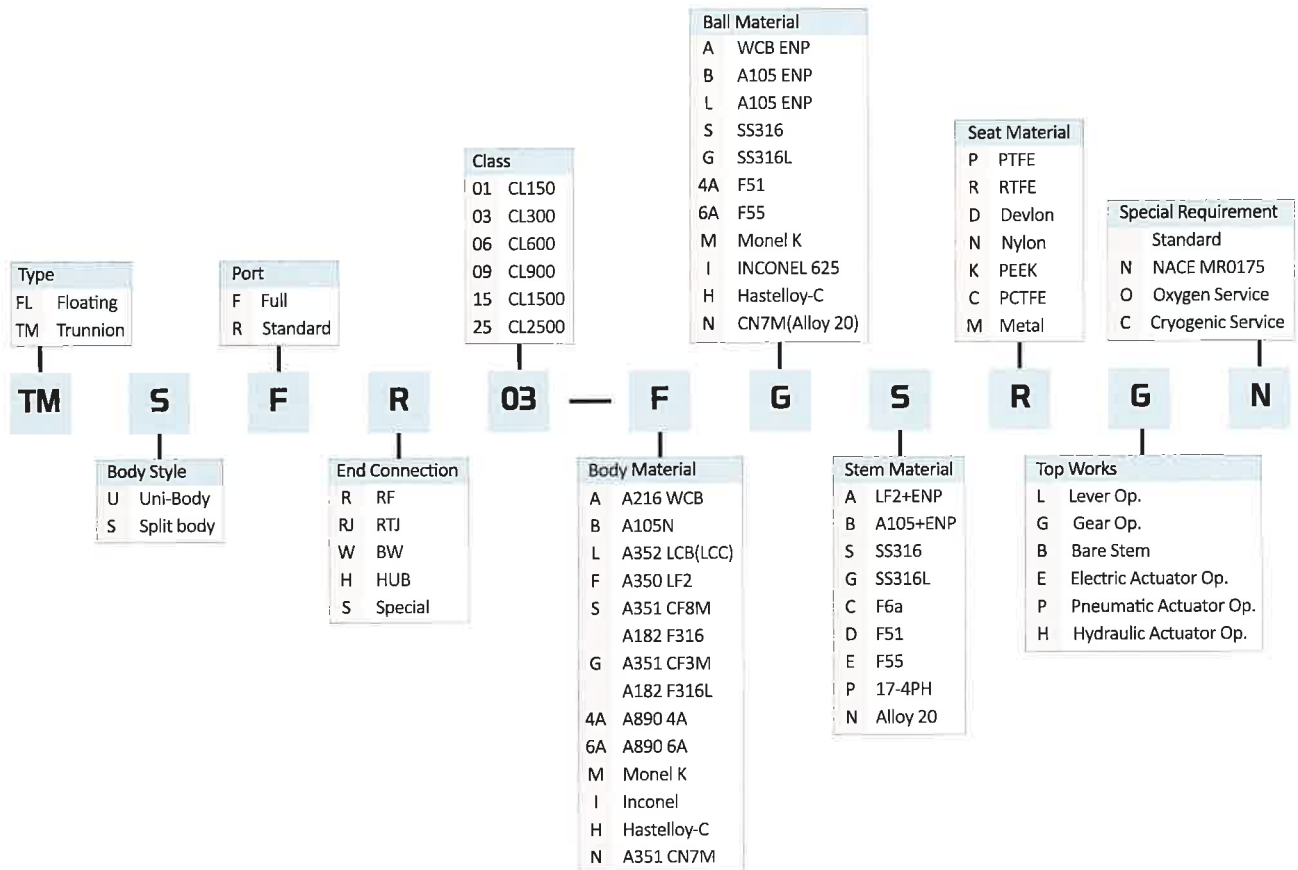 Ball Material
A WCB ENP
B A105 ENP
L A105 ENP
S SS316
G SS316L
4A F51
6A F55
M Monel K
I INCONEL 625
H Hastelloy-C
N CN7M(Alloy 20)
Class
01 CL150
03 CL300
06 CL600
09 CL900
15 CL1500
25 CL2500
Seat Material
P PTFE
R RTFE
D Devlon
N Nylon
K PEEK
C PCTFE
M Metal
Special Requirement
Standard
N NACE MR0175
O Oxygen Service
C Cryogenic Service
Type
FL Floating
TM Trunnion
Port
F Full
R Standard
TM S F R 03 — F G S R G N
Body Style
U Uni-Body
S Split body
End Connection
R RF
RJ RTJ
W BW
H HUB
S Special
Body Material
A A216 WCB
B A105N
L A352 LCB(LCC)
F A350 LF2
S A351 CF8M
A182 F316
G A351 CF3M
A182 F316L
4A A890 4A
6A A890 6A
M Monel K
I Inconel
H Hastelloy-C
N A351 CN7M
Stem Material
A LF2+ENP
B A105+ENP
S SS316
G SS316L
C F6a
D F51
E F55
P 17-4PH
N Alloy 20
Top Works
L Lever Op.
G Gear Op.
B Bare Stem
E Electric Actuator Op.
P Pneumatic Actuator Op.
H Hydraulic Actuator Op.